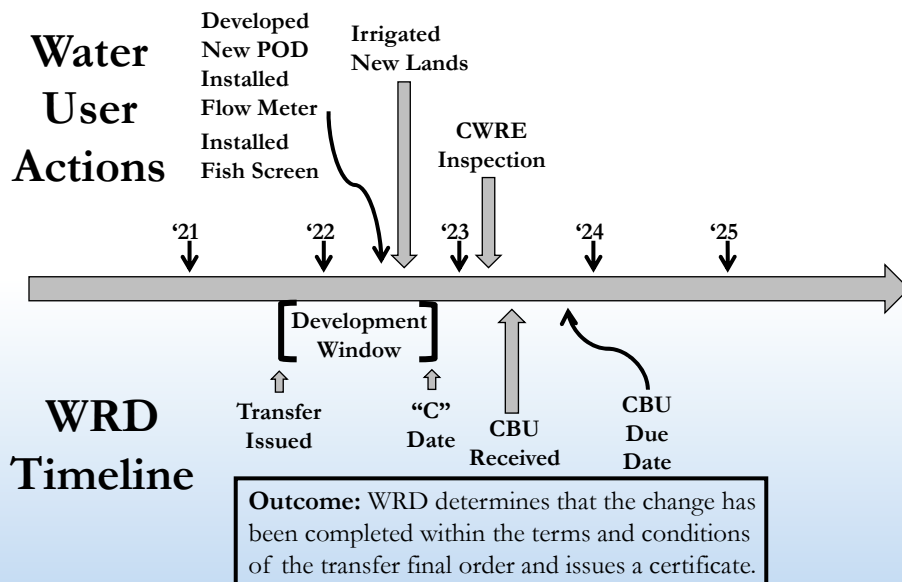 Water
User
Actions
Developed
New POD
Installed
Flow Meter
Installed
Fish Screen
Irrigated
New Lands
CWRE
Inspection
‘21
‘22
‘23
‘24
‘25
Development
Window
WRD
Timeline
Transfer
Issued
“C”
Date
CBU
Received
CBU
Due
Date
Outcome: WRD determines that the change has
been completed within the terms and conditions
of the transfer final order and issues a certificate.